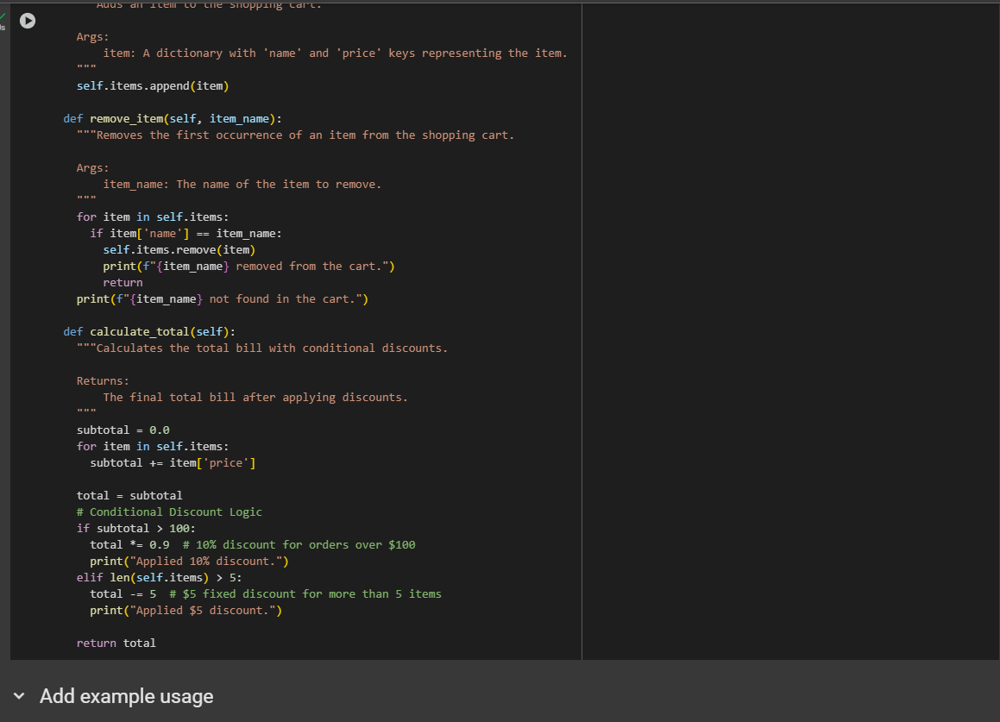 Adds an item to the shopping cart.
Args:
item: A dictionary with 'name' and 'price' keys representing the item.
"""
self.items.append(item)
def remove_item(self, item_name):
"""Removes the first occurrence of an item from the shopping cart.
Args:
item_name: The name of the item to remove.
"""
for item in self.items:
if item['name'] == item_name:
self.items.remove(item)
print(f"{item_name} removed from the cart.")
return
print(f"{item_name} not found in the cart.")
def calculate_total(self):
"""Calculates the total bill with conditional discounts.
Returns:
The final total bill after applying discounts.
"""
subtotal = 0.0
for item in self.items:
subtotal += item['price']
total = subtotal
# Conditional Discount Logic
if subtotal > 100:
total *= 0.9  # 10% discount for orders over $100
print("Applied 10% discount.")
elif len(self.items) > 5:
total -= 5  # $5 fixed discount for more than 5 items
print("Applied $5 discount.")
return total
Add example usage